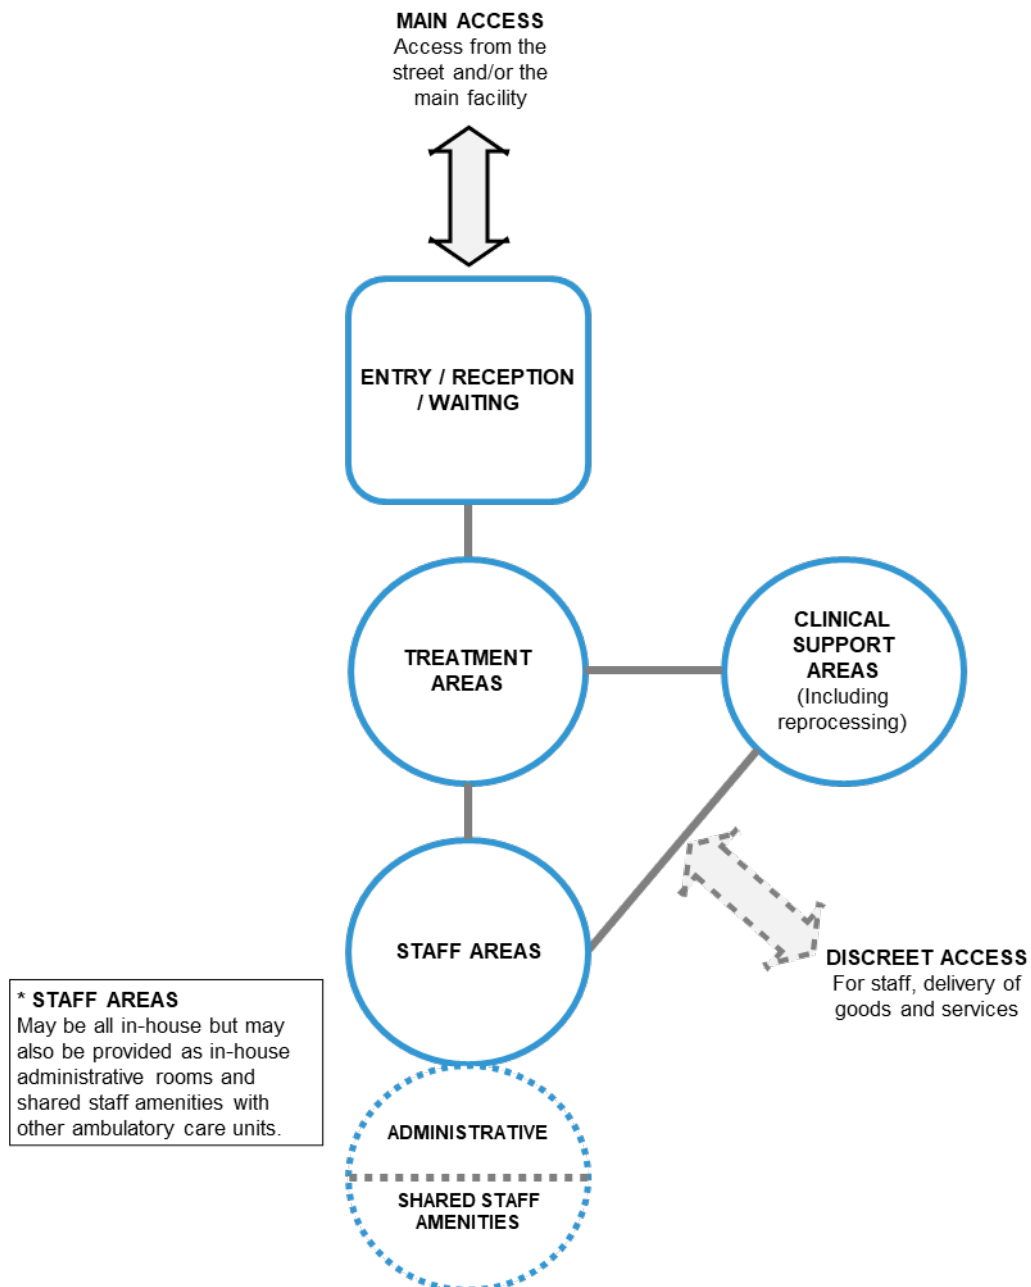 MAIN ACCESS
Access from the
street and/or the
main facility
ENTRY / RECEPTION
/ WAITING
TREATMENT
AREAS
CLINICAL
SUPPORT
AREAS
(Including
reprocessing)
STAFF AREAS
DISCREET ACCESS
For staff, delivery of
goods and services
* STAFF AREAS
May be all in-house but may
also be provided as in-house
administrative rooms and
shared staff amenities with
other ambulatory care units.
ADMINISTRATIVE
SHARED STAFF
AMENITIES